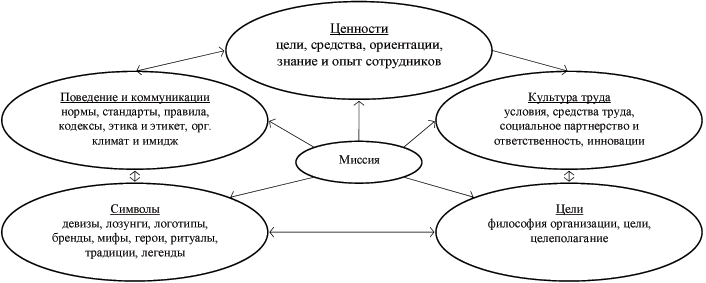 Ценности
цели, средства, ориентации,
знание и опыт сотрудников
Поведение и коммуникации
нормы, стандарты, правила,
кодексы, этика и этикет, орг.
климат и имидж
Культура труда
условия, средства труда,
социальное партнерство и
ответственность, инновации
Миссия
Символы
девизы, лозунги, логотипы,
бренды, мифы, герои, ритуалы,
традиции, легенды
Цели
философия организации, цели,
целеполагание